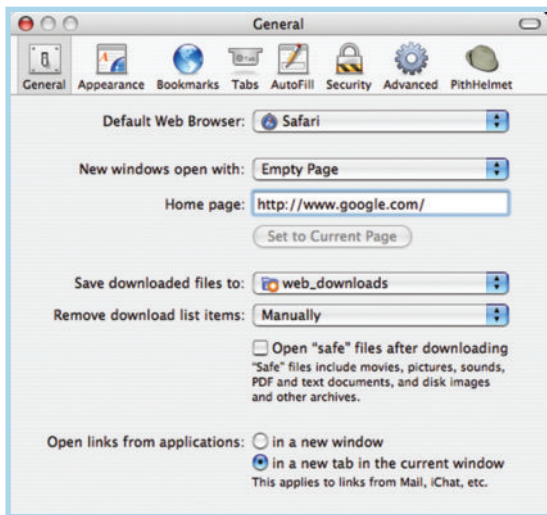 General
General Appearance Bookmarks Tabs AutoFill Security Advanced PithHelmet
Default Web Browser: Safari
New windows open with: Empty Page
Home page: http://www.google.com/
Set to Current Page
Save downloaded files to: web_downloads
Remove download list items: Manually
Open “safe” files after downloading
“Safe” files include movies, pictures, sounds,
PDF and text documents, and disk images
and other archives.
Open links from applications: in a new window
in a new tab in the current window
This applies to links from Mail, iChat, etc.